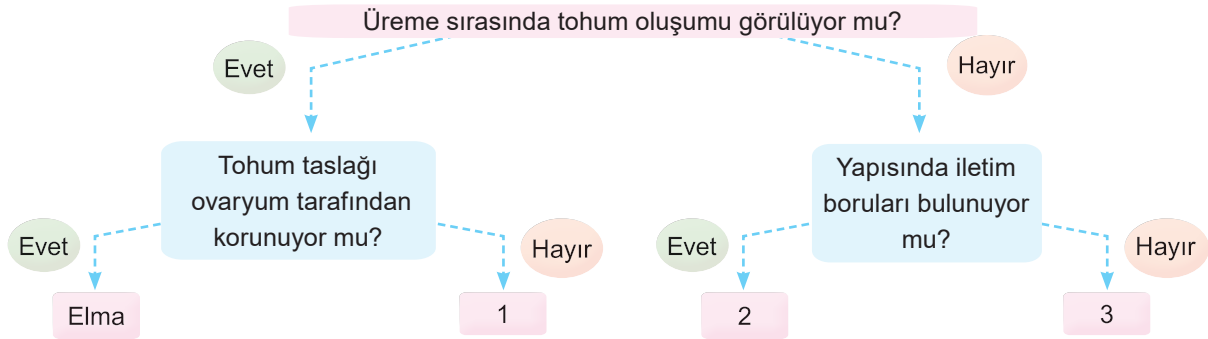 Üreme sırasında tohum oluşumu görülüyor mu?
Evet
Hayır
Tohum taslağı
ovaryum tarafından
korunuyor mu?
Yapısında iletim
boruları bulunuyor
mu?
Evet
Hayır
Evet
Hayır
Elma
1
2
3